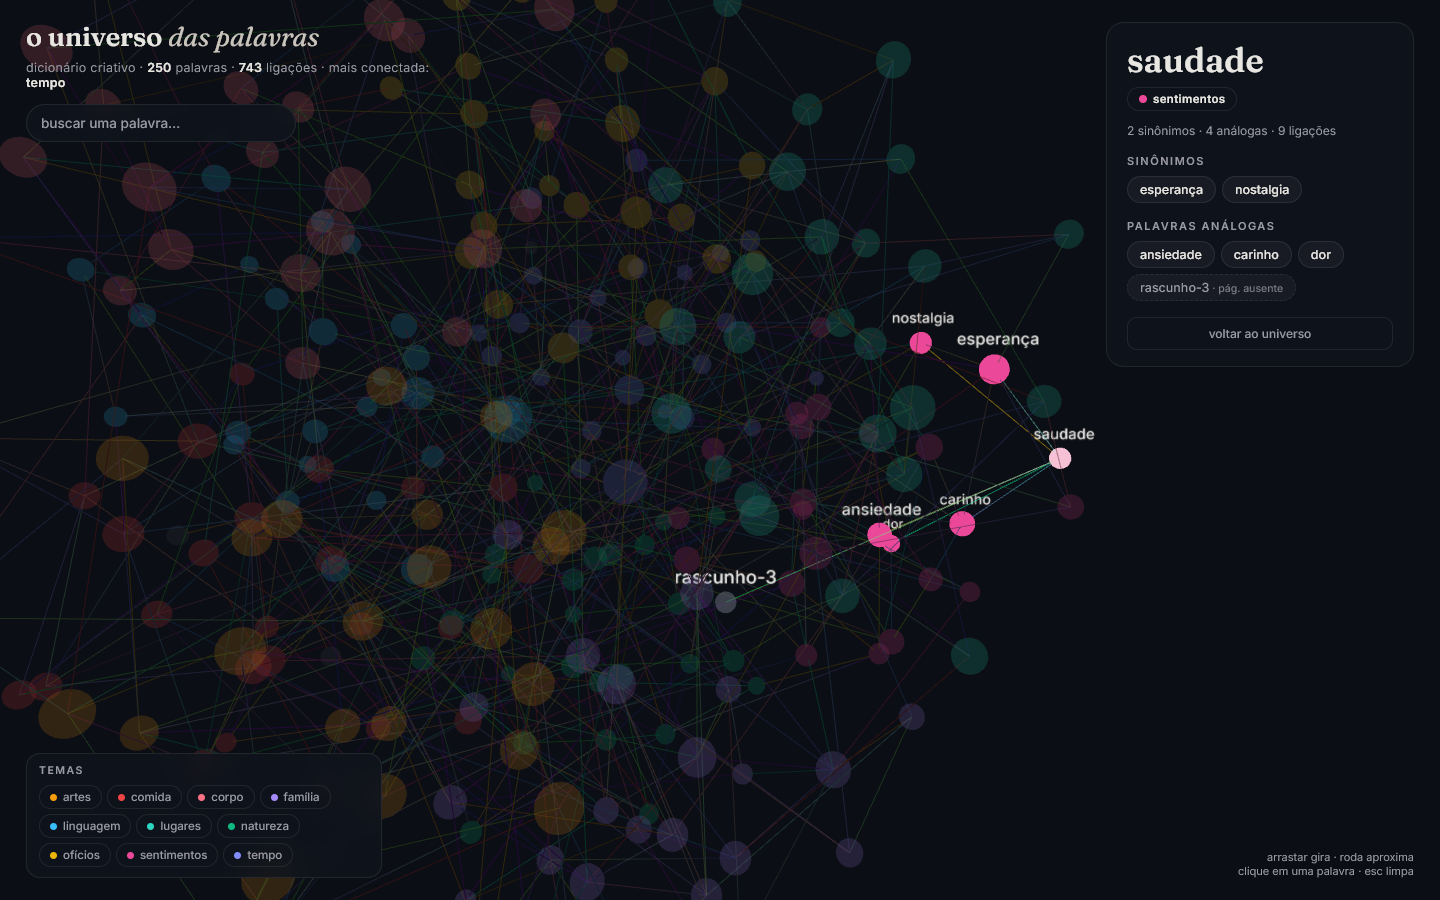 o universo das palavras
dicionário criativo · 250 palavras · 743 ligações · mais conectada:
tempo
buscar uma palavra...
saudade
sentimentos
2 sinônimos · 4 análogas · 9 ligações
SINÔNIMOS
esperança nostalgia
PALAVRAS ANÁLOGAS
ansiedade carinho dor
rascunho-3 · pág. ausente
voltar ao universo
nostalgia
esperança
saudade
carinho
ansiedade
dor
rascunho-3
TEMAS
artes comida corpo família
linguagem lugares natureza
ofícios sentimentos tempo
arrastar gira · roda aproxima
clique em uma palavra · esc limpa